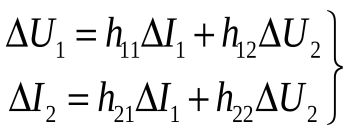 ΔU₁ = h₁₁ΔI₁ + h₁₂ΔU₂
ΔI₂ = h₂₁ΔI₁ + h₂₂ΔU₂ }